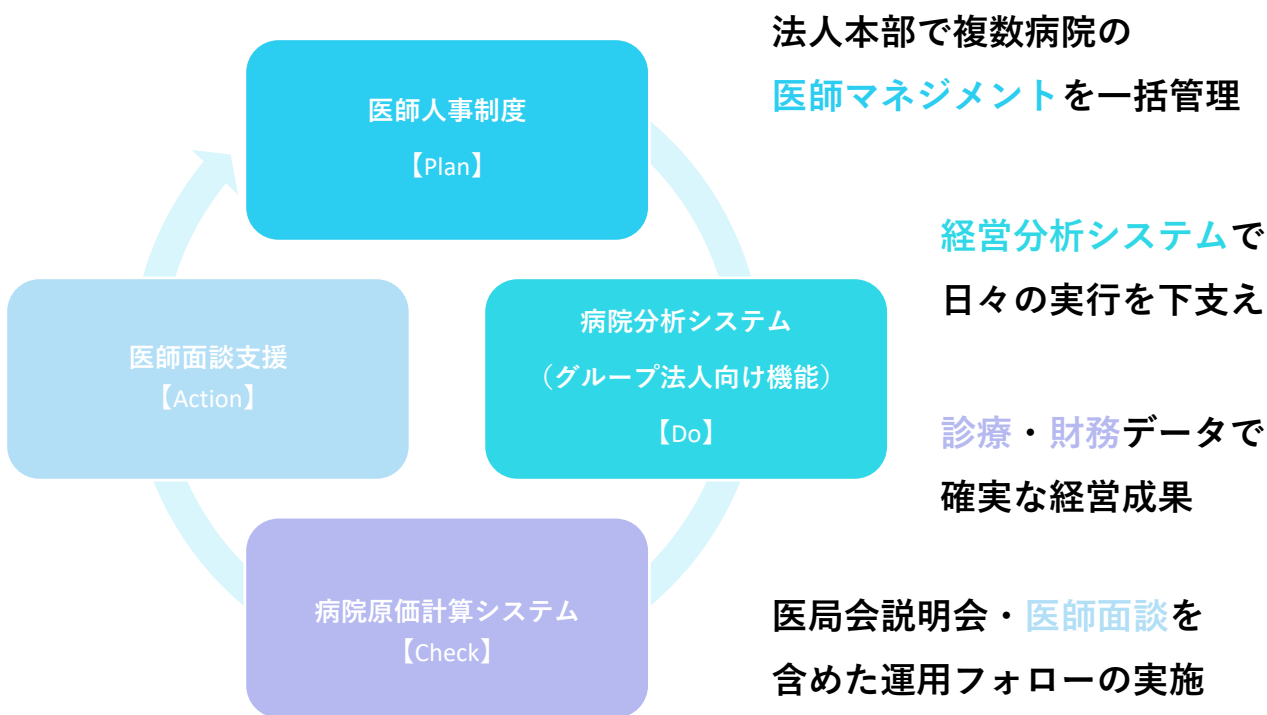 法人本部で複数病院の
医師マネジメントを一括管理
医師人事制度
【Plan】
経営分析システムで
日々の実行を下支え
病院分析システム
（グループ法人向け機能）
【Do】
医師面談支援
【Action】
診療・財務データで
確実な経営成果
病院原価計算システム
【Check】
医局会説明会・医師面談を
含めた運用フォローの実施